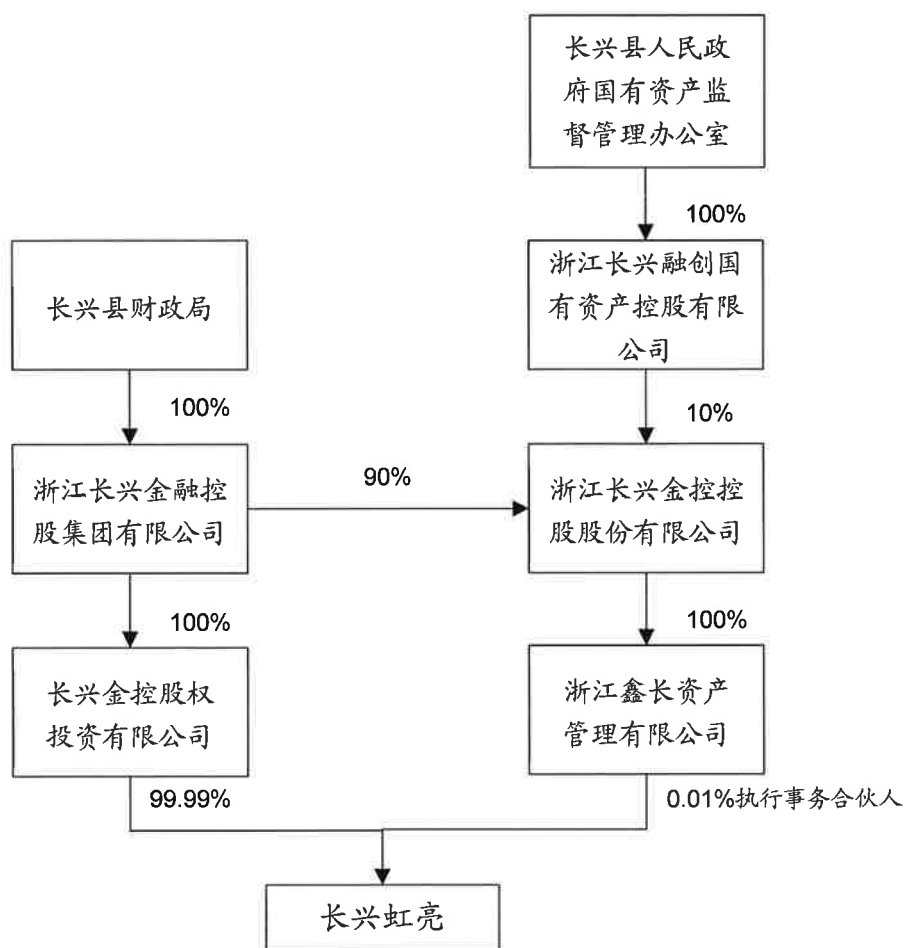 长兴县人民政
府国有资产监
督管理办公室
100%
浙江长兴融创国
有资产控股有限
公司
长兴县财政局
100%
10%
浙江长兴金融控
股集团有限公司
90%
浙江长兴金控控
股股份有限公司
100%
100%
长兴金控股权
投资有限公司
浙江鑫长资产
管理有限公司
99.99%
0.01%执行事务合伙人
长兴虹亮